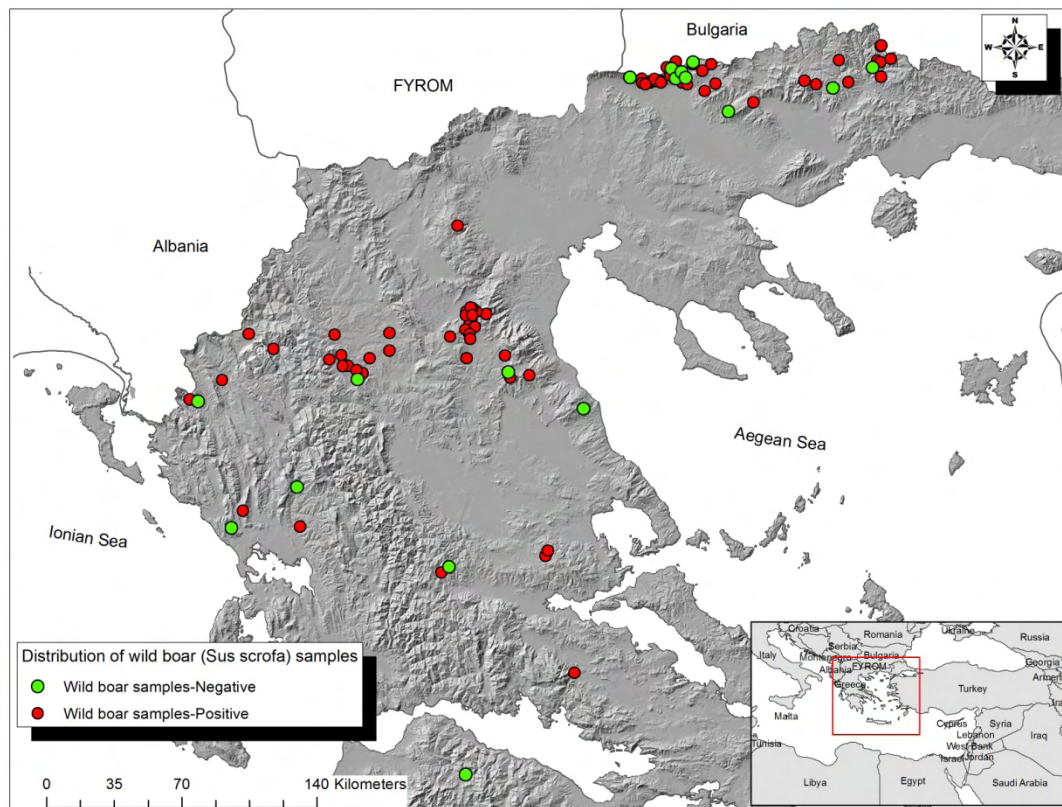 Bulgaria
N
W E
S
FYROM
Albania
Aegean Sea
Ionian Sea
Distribution of wild boar (Sus scrofa) samples
Wild boar samples-Negative
Wild boar samples-Positive
0 35 70 140 Kilometers
Croatia
Romania
Ukraine
Russia
Italy
Serbia
Montenegro
Bulgaria
Georgia
Albania
FYROM
Greece
Turkey
Malta
Cyprus
Syria
Tunisia
Lebanon
West Bank
Iraq
Israel
Jordan
Libya
Egypt
Saudi Arabia